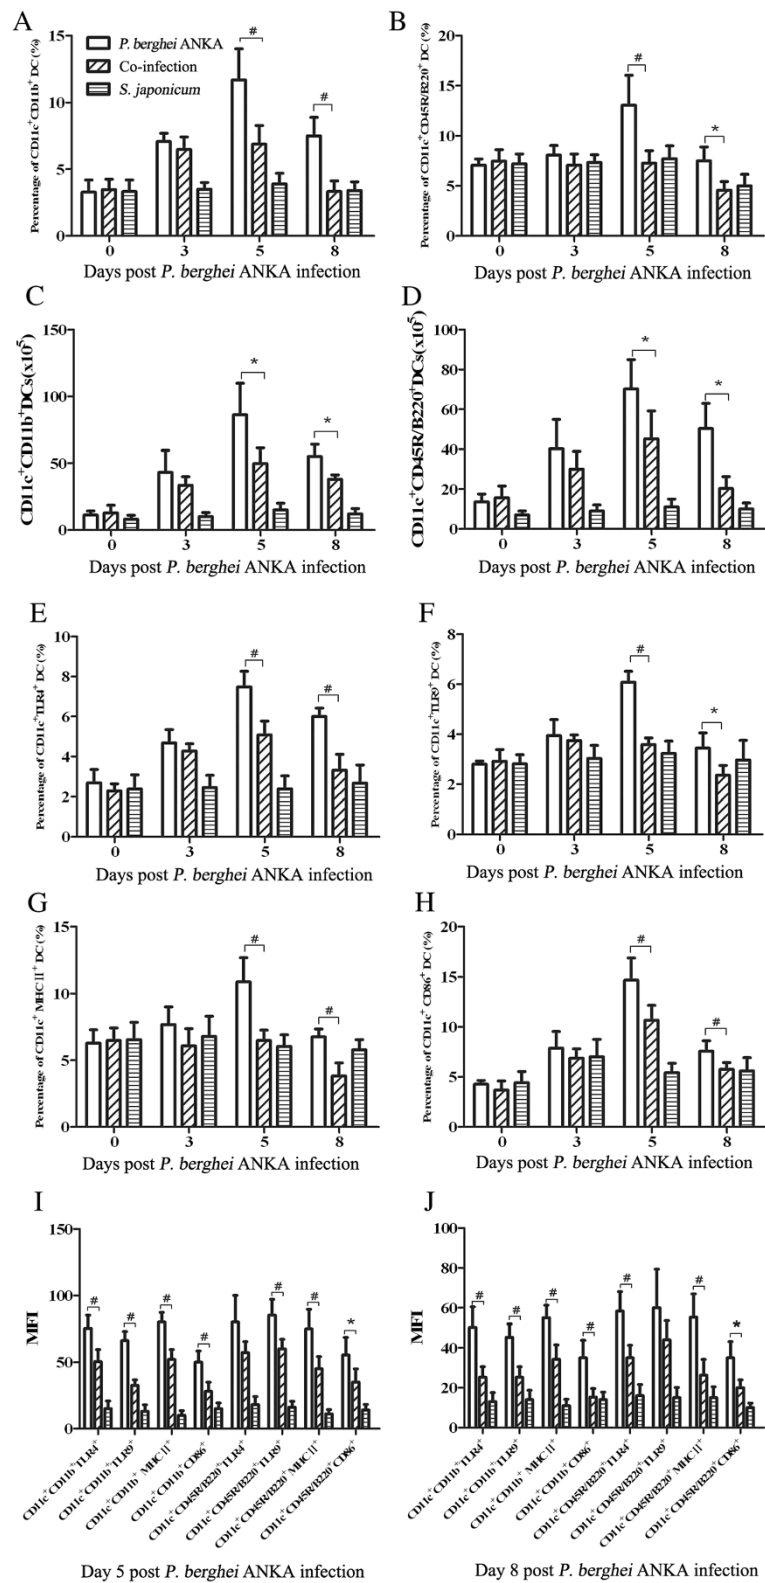 A
Percentage of CD11c⁺CD11b⁺ DC (%)
15
10
5
0
P. berghei ANKA
Co-infection
S. japonicum
#
#
0 3 5 8
Days post P. berghei ANKA infection
B
Percentage of CD11c⁺CD45R/B220⁺ DC (%)
20
15
10
5
0
#
*
0 3 5 8
Days post P. berghei ANKA infection
C
CD11c⁺CD11b⁺DCs(x10⁵)
150
100
50
0
*
*
0 3 5 8
Days post P. berghei ANKA infection
D
CD11c⁺CD45R/B220⁺DCs(x10⁵)
100
80
60
40
20
0
*
*
0 3 5 8
Days post P. berghei ANKA infection
E
Percentage of CD11c⁺TLR4⁺ DC (%)
10
8
6
4
2
0
#
#
0 3 5 8
Days post P. berghei ANKA infection
F
Percentage of CD11c⁺TLR9⁺ DC (%)
8
6
4
2
0
#
*
0 3 5 8
Days post P. berghei ANKA infection
G
Percentage of CD11c⁺ MHC II⁺ DC (%)
15
10
5
0
#
#
0 3 5 8
Days post P. berghei ANKA infection
H
Percentage of CD11c⁺ CD86⁺ DC (%)
20
15
10
5
0
#
#
0 3 5 8
Days post P. berghei ANKA infection
I
MFI
150
100
50
0
# # # # # # *
CD11c⁺CD11b⁺TLR4⁺
CD11c⁺CD11b⁺TLR9⁺
CD11c⁺CD11b⁺ MHC II⁺
CD11c⁺CD11b⁺CD86⁺
CD11c⁺CD45R/B220⁺TLR4⁺
CD11c⁺CD45R/B220⁺TLR9⁺
CD11c⁺CD45R/B220⁺ MHC II⁺
CD11c⁺CD45R/B220⁺CD86⁺
Day 5 post P. berghei ANKA infection
J
MFI
100
80
60
40
20
0
# # # # # # *
CD11c⁺CD11b⁺TLR4⁺
CD11c⁺CD11b⁺TLR9⁺
CD11c⁺CD11b⁺ MHC II⁺
CD11c⁺CD11b⁺CD86⁺
CD11c⁺CD45R/B220⁺TLR4⁺
CD11c⁺CD45R/B220⁺TLR9⁺
CD11c⁺CD45R/B220⁺ MHC II⁺
CD11c⁺CD45R/B220⁺CD86⁺
Day 8 post P. berghei ANKA infection